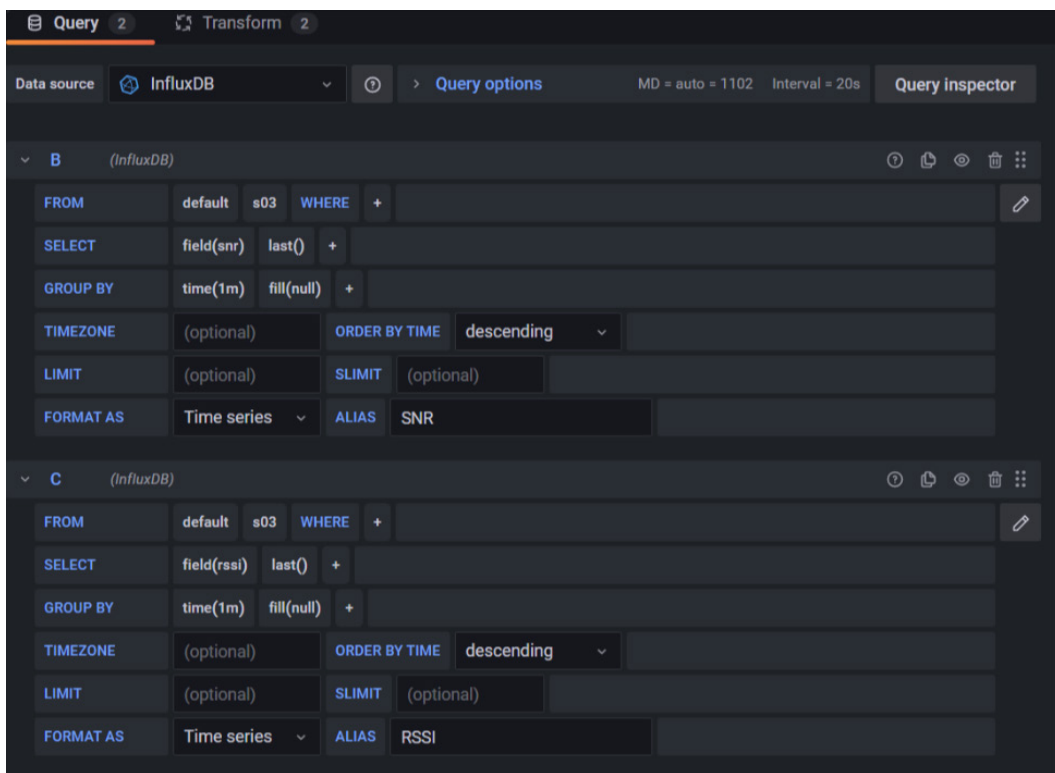 Query 2 Transform 2
Data source InfluxDB Query options MD = auto = 1102 Interval = 20s Query inspector
B (InfluxDB)
FROM default s03 WHERE +
SELECT field(snr) last() +
GROUP BY time(1m) fill(null) +
TIMEZONE (optional) ORDER BY TIME descending
LIMIT (optional) SLIMIT (optional)
FORMAT AS Time series ALIAS SNR
C (InfluxDB)
FROM default s03 WHERE +
SELECT field(rssi) last() +
GROUP BY time(1m) fill(null) +
TIMEZONE (optional) ORDER BY TIME descending
LIMIT (optional) SLIMIT (optional)
FORMAT AS Time series ALIAS RSSI